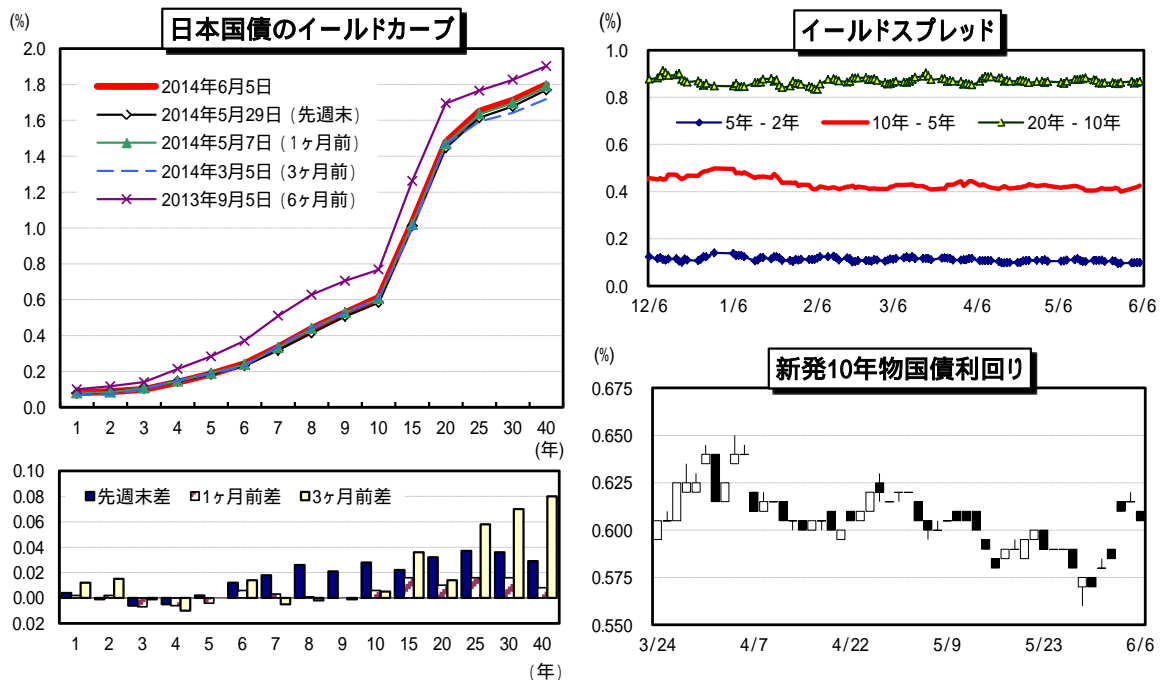 (%)
日本国債のイールドカーブ
2.0
1.8
1.6
1.4
1.2
1.0
0.8
0.6
0.4
0.2
0.0
2014年6月5日
2014年5月29日 (先週末)
2014年5月7日 (1ヶ月前)
2014年3月5日 (3ヶ月前)
2013年9月5日 (6ヶ月前)
1 2 3 4 5 6 7 8 9 10 15 20 25 30 40
(年)
0.10
0.08
0.06
0.04
0.02
0.00
0.02
先週末差 1ヶ月前差 3ヶ月前差
1 2 3 4 5 6 7 8 9 10 15 20 25 30 40
(年)
(%)
イールドスプレッド
1.0
0.8
0.6
0.4
0.2
0.0
5年 - 2年 10年 - 5年 20年 - 10年
12/6 1/6 2/6 3/6 4/6 5/6 6/6
(%)
新発10年物国債利回り
0.675
0.650
0.625
0.600
0.575
0.550
3/24 4/7 4/22 5/9 5/23 6/6